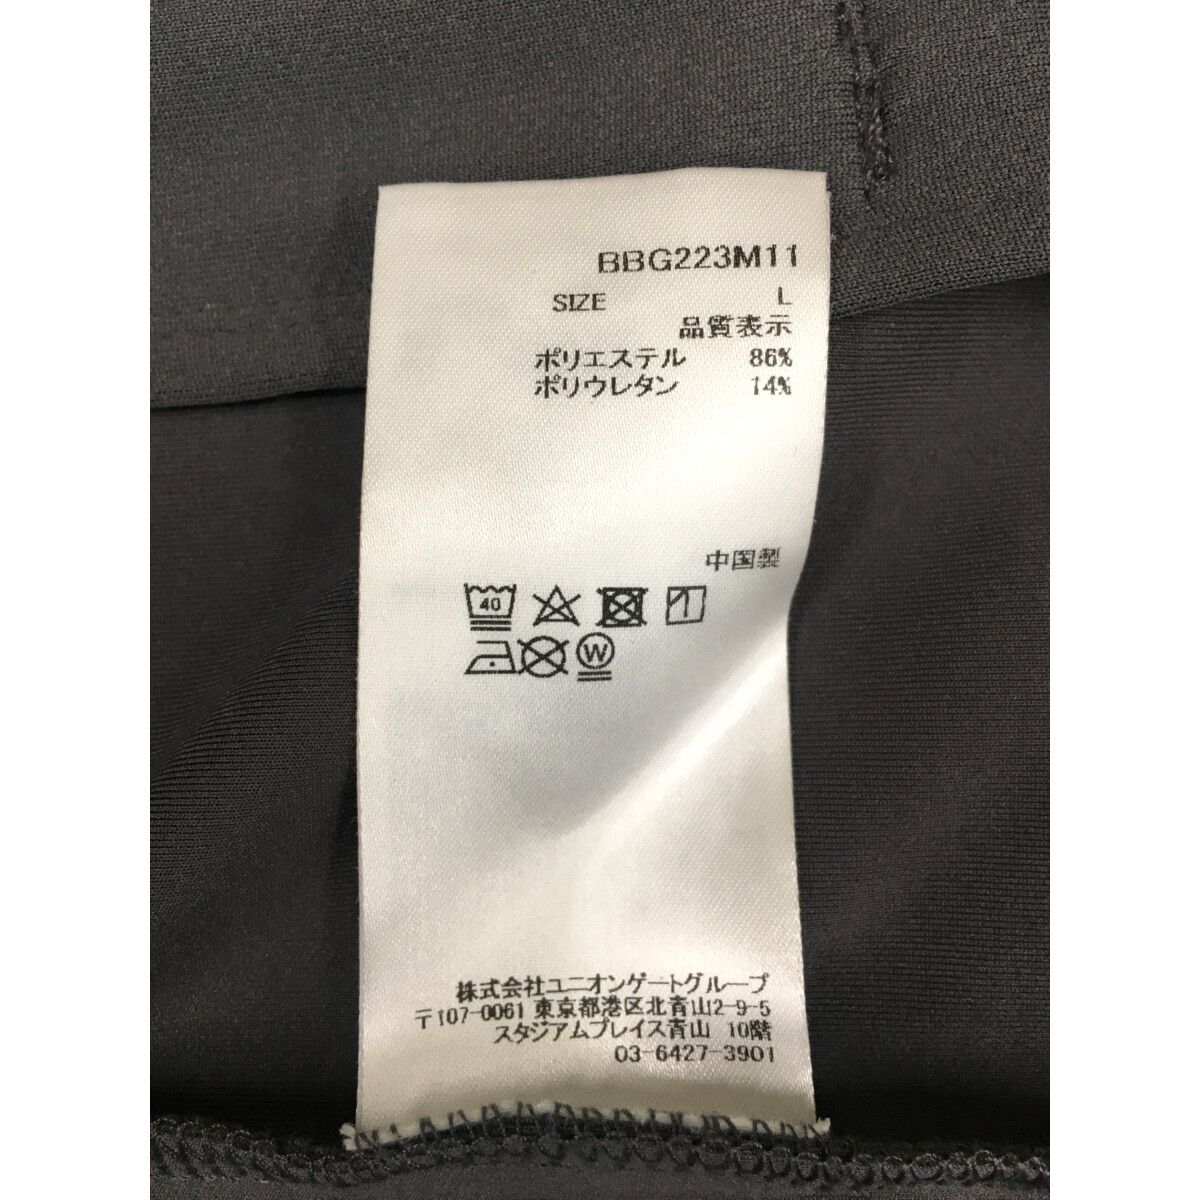 BBG223M11
SIZE L
品質表示
ポリエステル 86%
ポリウレタン 14%
中国製
40
W
株式会社ユニオンゲートグループ
〒107-0061 東京都港区北青山2-9-5
スタジアムプレイス青山 10階
03-6427-3901